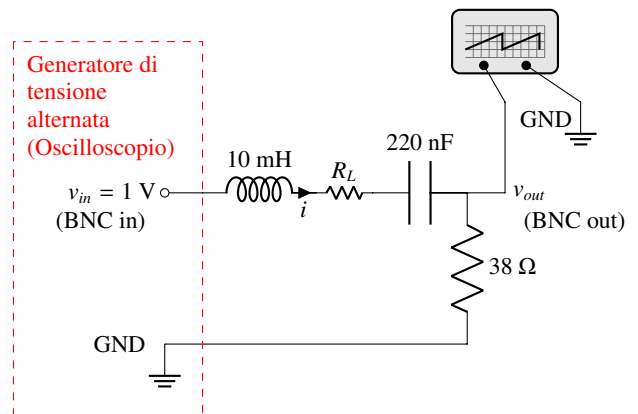 Generatore di
tensione
alternata
(Oscilloscopio)
GND
10 mH
R_L
220 nF
v_in = 1 V
(BNC in)
i
v_out
(BNC out)
38 Ω
GND